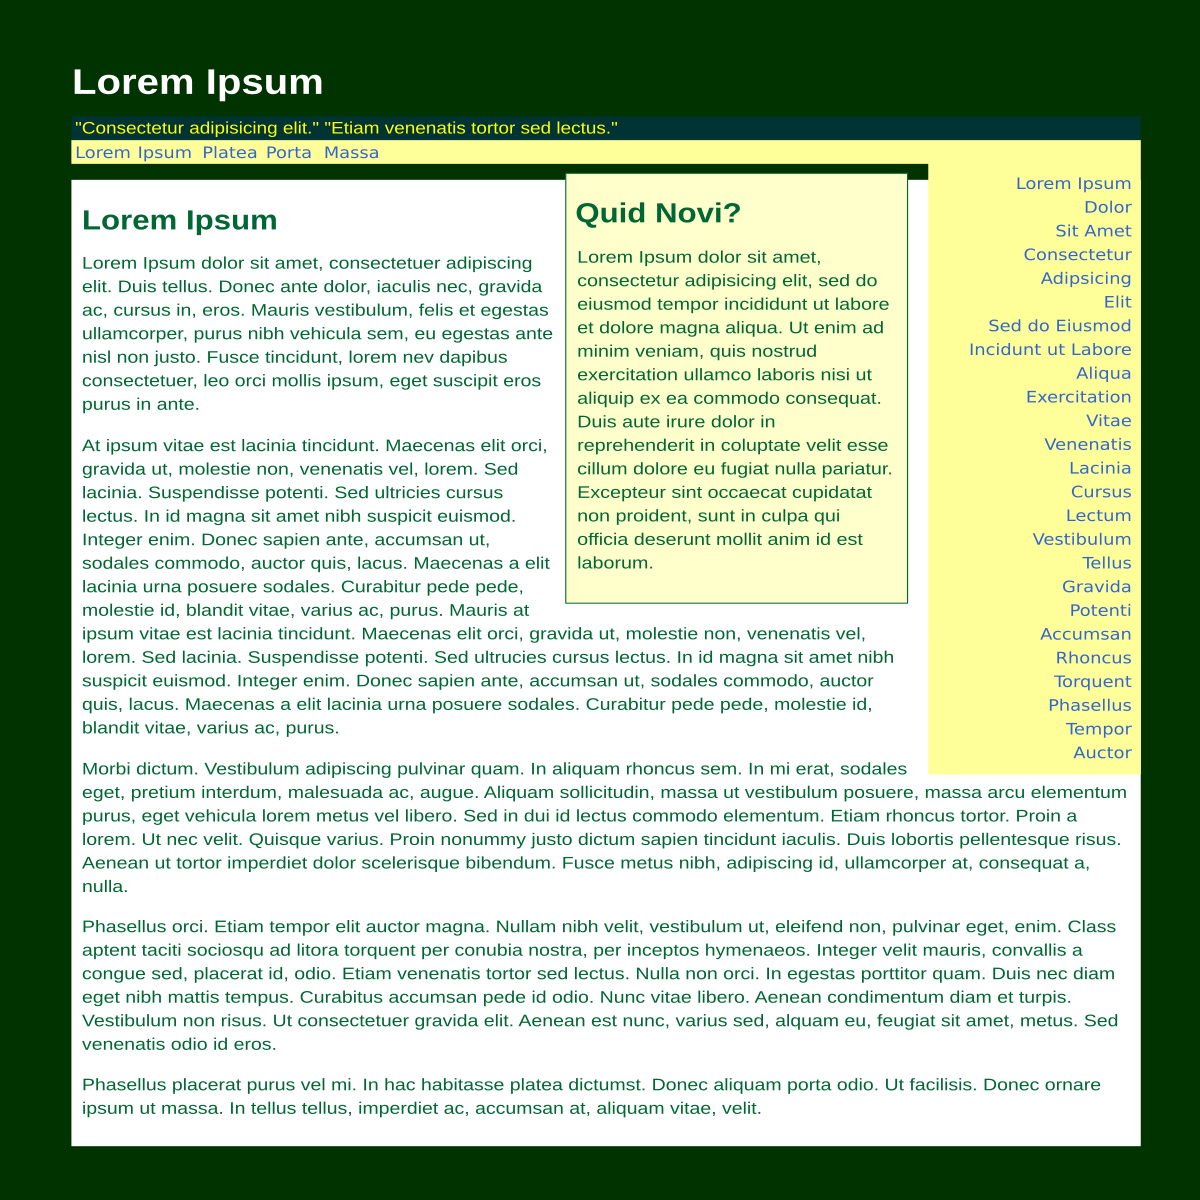 Lorem Ipsum
"Consectetur adipisicing elit." "Etiam venenatis tortor sed lectus."
Lorem Ipsum Platea Porta Massa
Lorem Ipsum
Lorem Ipsum dolor sit amet, consectetuer adipiscing
elit. Duis tellus. Donec ante dolor, iaculis nec, gravida
ac, cursus in, eros. Mauris vestibulum, felis et egestas
ullamcorper, purus nibh vehicula sem, eu egestas ante
nisl non justo. Fusce tincidunt, lorem nev dapibus
consectetuer, leo orci mollis ipsum, eget suscipit eros
purus in ante.
At ipsum vitae est lacinia tincidunt. Maecenas elit orci,
gravida ut, molestie non, venenatis vel, lorem. Sed
lacinia. Suspendisse potenti. Sed ultricies cursus
lectus. In id magna sit amet nibh suspicit euismod.
Integer enim. Donec sapien ante, accumsan ut,
sodales commodo, auctor quis, lacus. Maecenas a elit
lacinia urna posuere sodales. Curabitur pede pede,
molestie id, blandit vitae, varius ac, purus. Mauris at
ipsum vitae est lacinia tincidunt. Maecenas elit orci, gravida ut, molestie non, venenatis vel,
lorem. Sed lacinia. Suspendisse potenti. Sed ultrucies cursus lectus. In id magna sit amet nibh
suspicit euismod. Integer enim. Donec sapien ante, accumsan ut, sodales commodo, auctor
quis, lacus. Maecenas a elit lacinia urna posuere sodales. Curabitur pede pede, molestie id,
blandit vitae, varius ac, purus.
Morbi dictum. Vestibulum adipiscing pulvinar quam. In aliquam rhoncus sem. In mi erat, sodales
eget, pretium interdum, malesuada ac, augue. Aliquam sollicitudin, massa ut vestibulum posuere, massa arcu elementum
purus, eget vehicula lorem metus vel libero. Sed in dui id lectus commodo elementum. Etiam rhoncus tortor. Proin a
lorem. Ut nec velit. Quisque varius. Proin nonummy justo dictum sapien tincidunt iaculis. Duis lobortis pellentesque risus.
Aenean ut tortor imperdiet dolor scelerisque bibendum. Fusce metus nibh, adipiscing id, ullamcorper at, consequat a,
nulla.
Phasellus orci. Etiam tempor elit auctor magna. Nullam nibh velit, vestibulum ut, eleifend non, pulvinar eget, enim. Class
aptent taciti sociosqu ad litora torquent per conubia nostra, per inceptos hymenaeos. Integer velit mauris, convallis a
congue sed, placerat id, odio. Etiam venenatis tortor sed lectus. Nulla non orci. In egestas porttitor quam. Duis nec diam
eget nibh mattis tempus. Curabitus accumsan pede id odio. Nunc vitae libero. Aenean condimentum diam et turpis.
Vestibulum non risus. Ut consectetuer gravida elit. Aenean est nunc, varius sed, alquam eu, feugiat sit amet, metus. Sed
venenatis odio id eros.
Phasellus placerat purus vel mi. In hac habitasse platea dictumst. Donec aliquam porta odio. Ut facilisis. Donec ornare
ipsum ut massa. In tellus tellus, imperdiet ac, accumsan at, aliquam vitae, velit.
Quid Novi?
Lorem Ipsum dolor sit amet,
consectetur adipisicing elit, sed do
eiusmod tempor incididunt ut labore
et dolore magna aliqua. Ut enim ad
minim veniam, quis nostrud
exercitation ullamco laboris nisi ut
aliquip ex ea commodo consequat.
Duis aute irure dolor in
reprehenderit in coluptate velit esse
cillum dolore eu fugiat nulla pariatur.
Excepteur sint occaecat cupidatat
non proident, sunt in culpa qui
officia deserunt mollit anim id est
laborum.
Lorem Ipsum
Dolor
Sit Amet
Consectetur
Adipsicing
Elit
Sed do Eiusmod
Incidunt ut Labore
Aliqua
Exercitation
Vitae
Venenatis
Lacinia
Cursus
Lectum
Vestibulum
Tellus
Gravida
Potenti
Accumsan
Rhoncus
Torquent
Phasellus
Tempor
Auctor